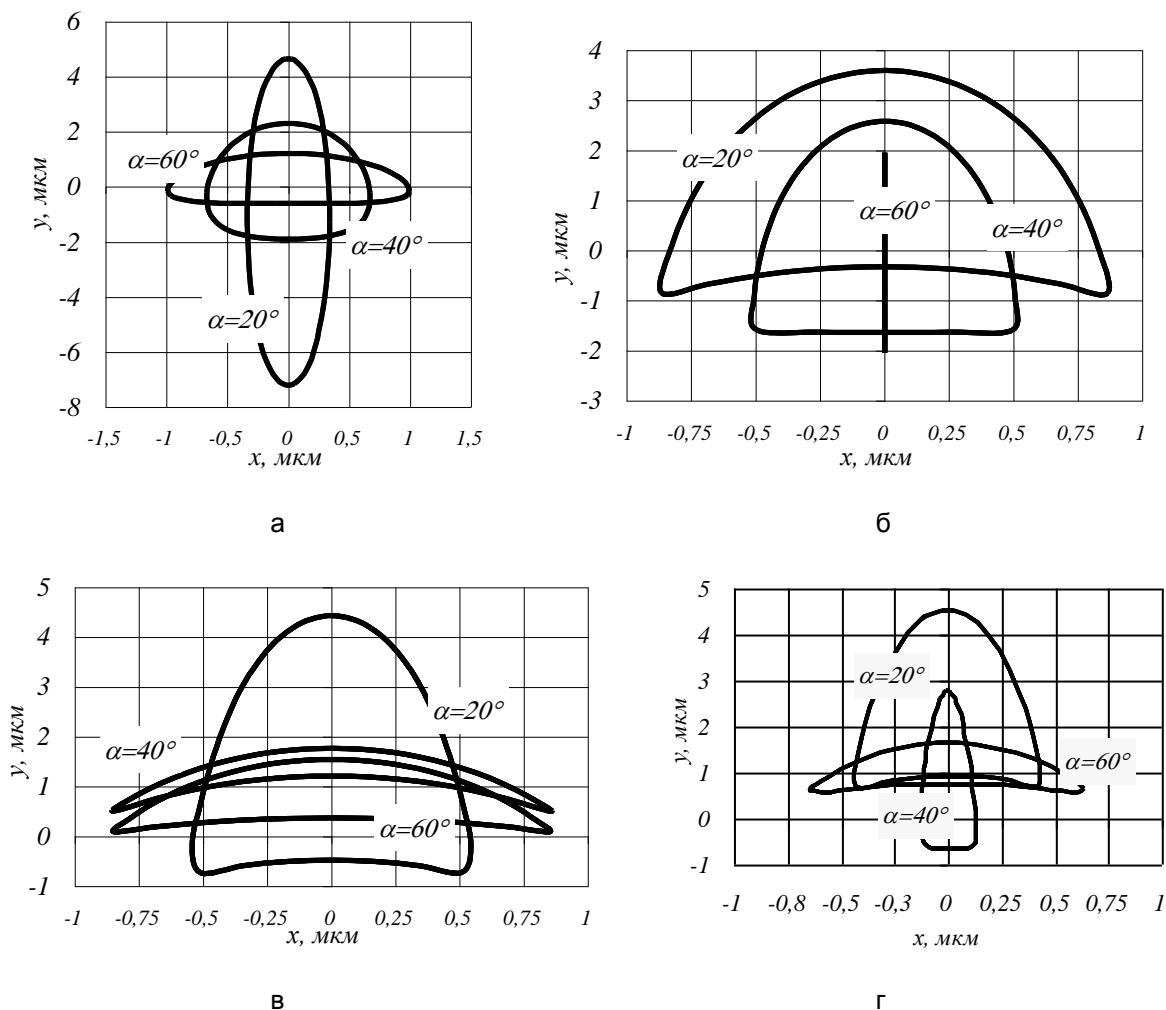 6
4
2
0
-2
-4
-6
-8
y, мкм
α=60°
α=40°
α=20°
-1,5 -1 -0,5 0 0,5 1 1,5
x, мкм
а
4
3
2
1
0
-1
-2
-3
y, мкм
α=20°
α=60°
α=40°
-1 -0,75 -0,5 -0,25 0 0,25 0,5 0,75 1
x, мкм
б
5
4
3
2
1
0
-1
y, мкм
α=20°
α=40°
α=60°
-1 -0,75 -0,5 -0,25 0 0,25 0,5 0,75 1
x, мкм
в
5
4
3
2
1
0
-1
y, мкм
α=20°
α=60°
α=40°
-1 -0,8 -0,5 -0,3 0 0,25 0,5 0,75 1
x, мкм
г